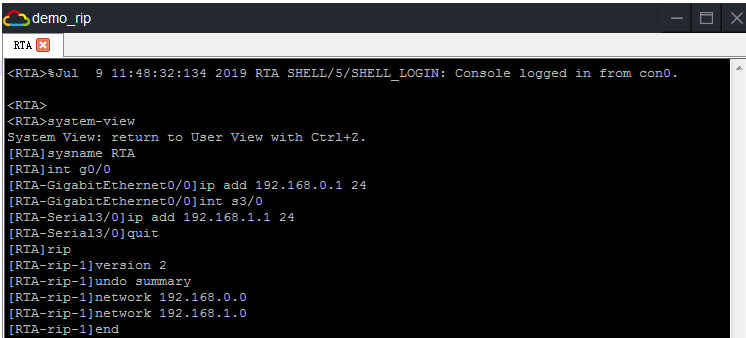 demo_rip
RTA
<RTA>%Jul  9 11:48:32:134 2019 RTA SHELL/5/SHELL_LOGIN: Console logged in from con0.
<RTA>
<RTA>system-view
System View: return to User View with Ctrl+Z.
[RTA]sysname RTA
[RTA]int g0/0
[RTA-GigabitEthernet0/0]ip add 192.168.0.1 24
[RTA-GigabitEthernet0/0]int s3/0
[RTA-Serial3/0]ip add 192.168.1.1 24
[RTA-Serial3/0]quit
[RTA]rip
[RTA-rip-1]version 2
[RTA-rip-1]undo summary
[RTA-rip-1]network 192.168.0.0
[RTA-rip-1]network 192.168.1.0
[RTA-rip-1]end